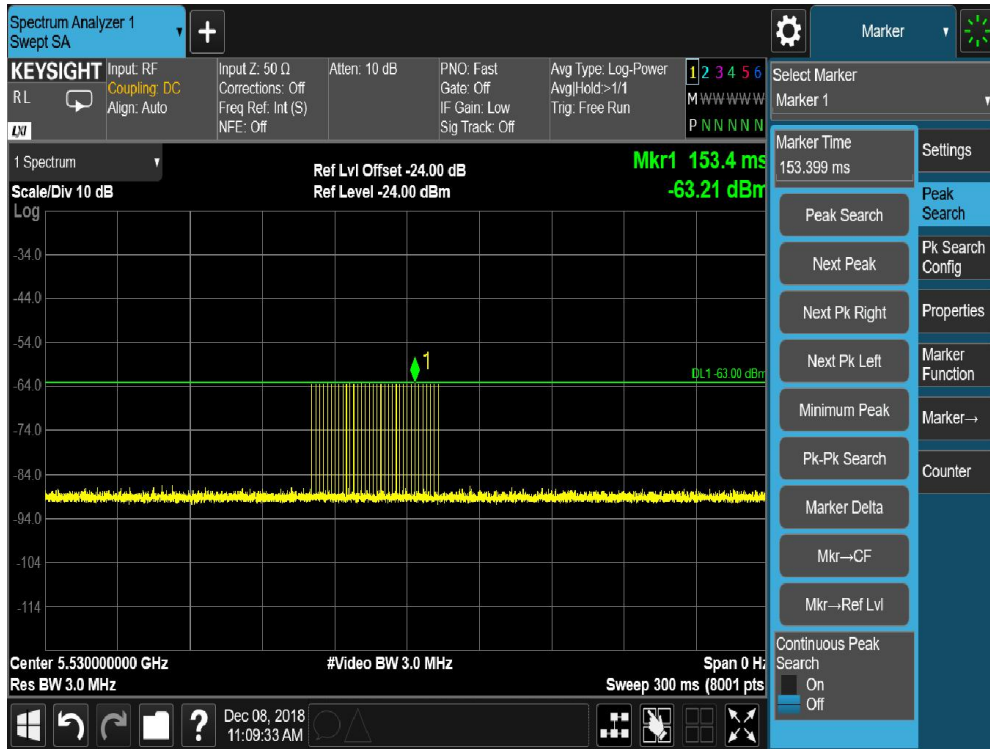 Spectrum Analyzer 1
Swept SA
+
Marker
KEYSIGHT
RL
LXI
Input: RF
Coupling: DC
Align: Auto
Input Z: 50 Ω
Corrections: Off
Freq Ref: Int (S)
NFE: Off
Atten: 10 dB
PNO: Fast
Gate: Off
IF Gain: Low
Sig Track: Off
Avg Type: Log-Power
Avg|Hold:>1/1
Trig: Free Run
1 2 3 4 5 6
M W W W W W
P N N N N N
Select Marker
Marker 1
1 Spectrum
Scale/Div 10 dB
Log
Ref Lvl Offset -24.00 dB
Ref Level -24.00 dBm
Mkr1 153.4 ms
-63.21 dBm
-34.0
-44.0
-54.0
-64.0
-74.0
-84.0
-94.0
-104
-114
1
DL1 -63.00 dBm
Center 5.530000000 GHz
Res BW 3.0 MHz
#Video BW 3.0 MHz
Span 0 Hz
Sweep 300 ms (8001 pts
Marker Time
153.399 ms
Peak Search
Next Peak
Next Pk Right
Next Pk Left
Minimum Peak
Pk-Pk Search
Marker Delta
Mkr→CF
Mkr→Ref Lvl
Continuous Peak
Search
On
Off
Settings
Peak
Search
Pk Search
Config
Properties
Marker
Function
Marker→
Counter
?
Dec 08, 2018
11:09:33 AM